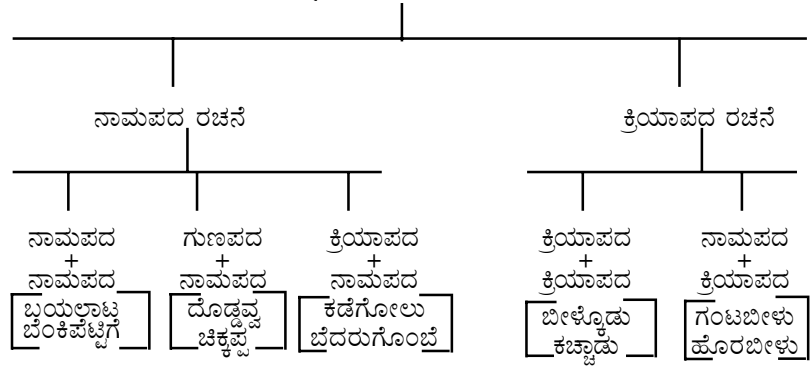 ನಾಮಪದ ರಚನೆ ಕ್ರಿಯಾಪದ ರಚನೆ
ನಾಮಪದ ಗುಣಪದ ಕ್ರಿಯಾಪದ ಕ್ರಿಯಾಪದ ನಾಮಪದ
+ + + + +
ನಾಮಪದ ನಾಮಪದ ನಾಮಪದ ಕ್ರಿಯಾಪದ ಕ್ರಿಯಾಪದ
ಬಯಲಾಟ ದೊಡ್ಡವ್ವ ಕಡೆಗೋಲು ಬೀಳ್ಕೊಡು ಗಂಟಬೀಳು
ಬೆಂಕಿಪೆಟ್ಟಿಗೆ ಚಿಕ್ಕಪ್ಪ ಬೆದರುಗೊಂಬೆ ಕಚ್ಚಾಡು ಹೊರಬೀಳು